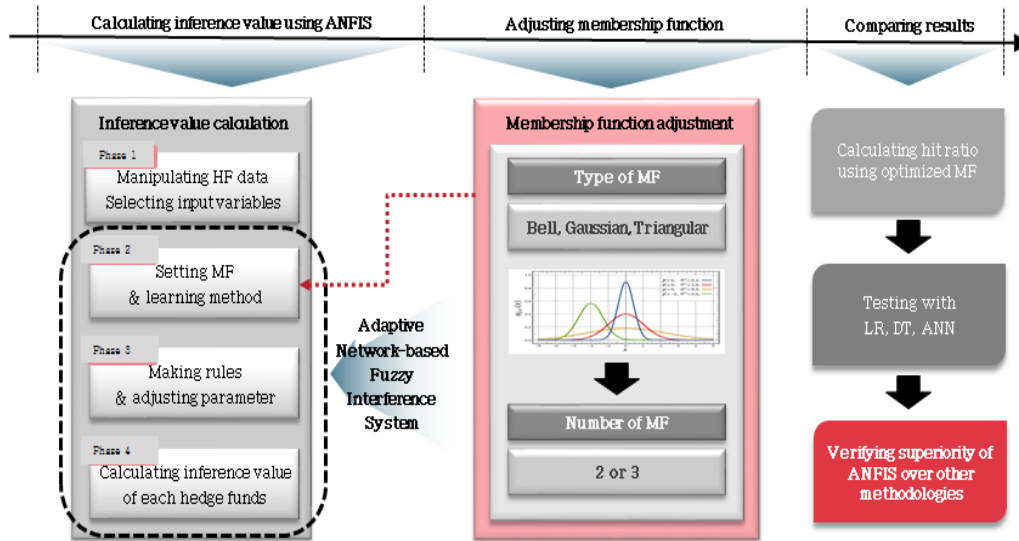 Calculating inference value using ANFIS
Adjusting membership function
Comparing results
Inference value calculation
Phase 1
Manipulating HF data
Selecting input variables
Phase 2
Setting MF
& learning method
Phase 3
Making rules
& adjusting parameter
Phase 4
Calculating inference value
of each hedge funds
Adaptive
Network-based
Fuzzy
Interference
System
Membership function adjustment
Type of MF
Bell, Gaussian, Triangular
Number of MF
2 or 3
Calculating hit ratio
using optimized MF
Testing with
LR, DT, ANN
Verifying superiority of
ANFIS over other
methodologies